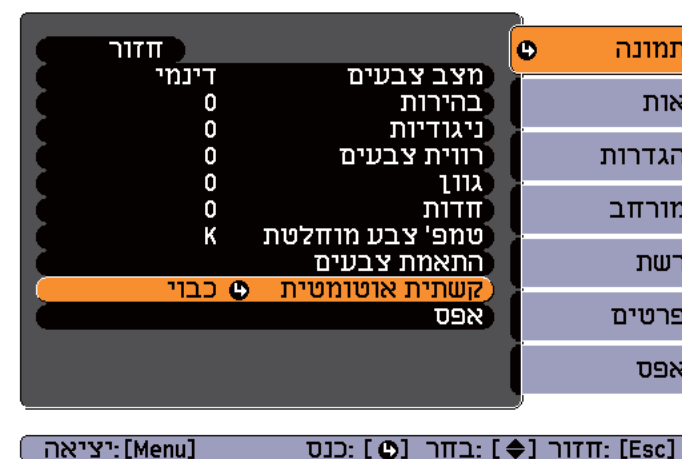 תמונה
אות
הגדרות
מורחב
רשת
פרטים
אפס
חזור
מצב צבעים דינמי
בהירות 0
ניגודיות 0
רווית צבעים 0
גוון 0
חדות 0
טמפ' צבע מוחלטת K
התאמת צבעים
קשתית אוטומטית כבוי
אפס
[Esc] :חזור [♦] :בחר [↵] :כנס [Menu]:יציאה